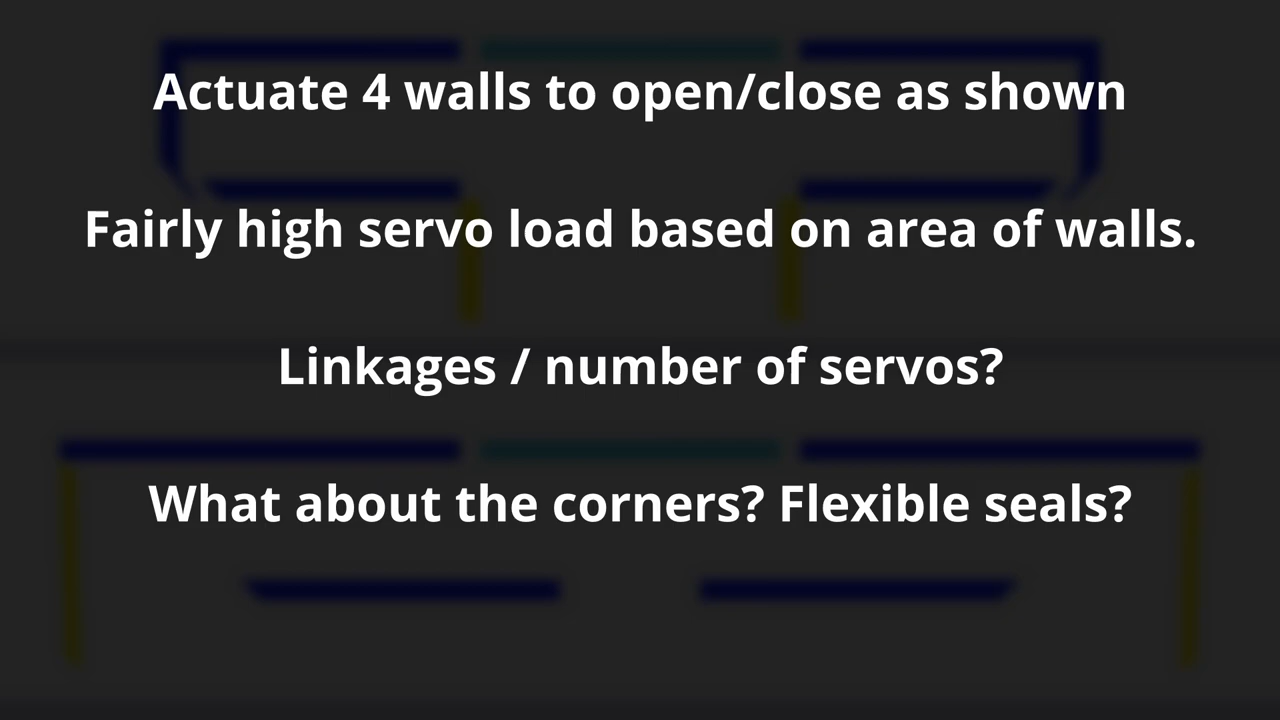 Actuate 4 walls to open/close as shown
Fairly high servo load based on area of walls.
Linkages / number of servos?
What about the corners? Flexible seals?